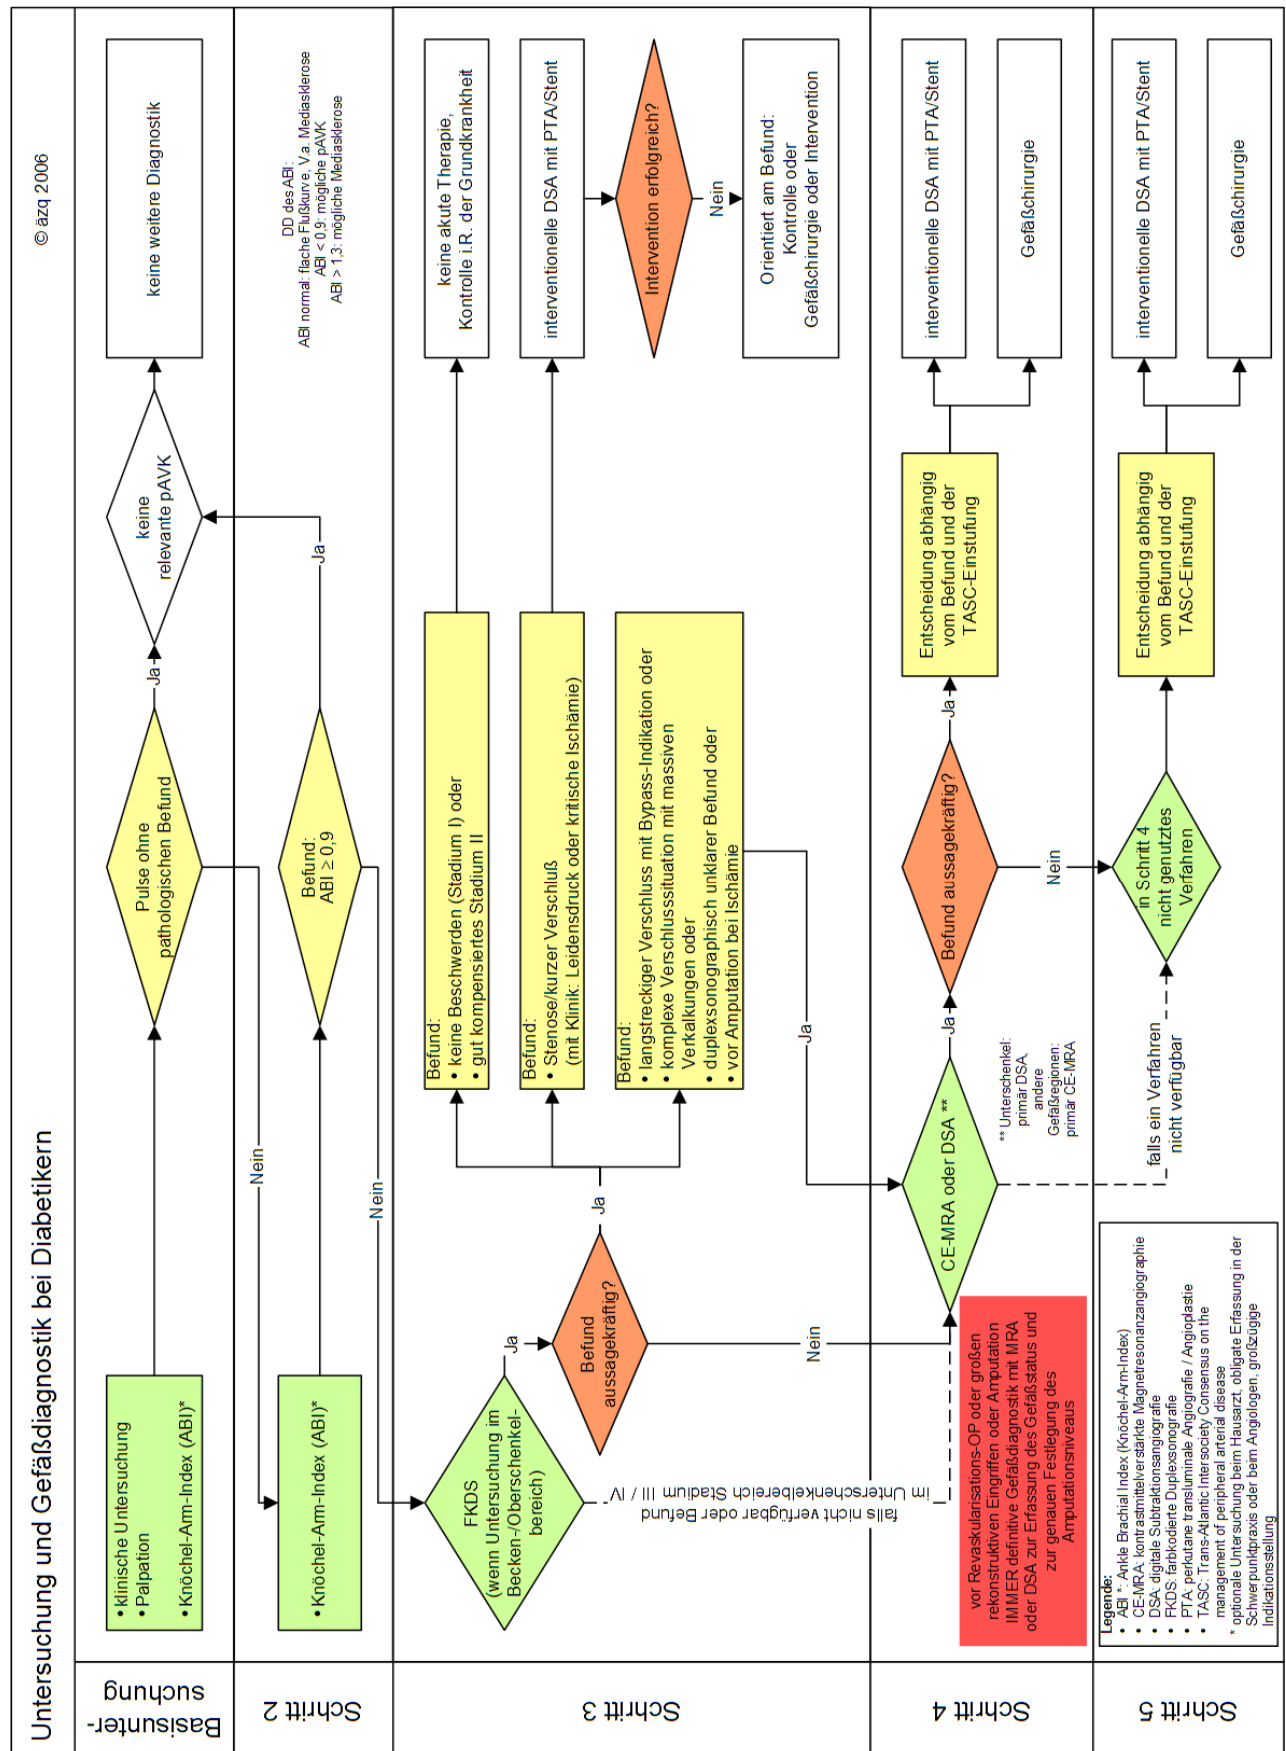 Untersuchung und Gefäßdiagnostik bei Diabetikern
© äzq 2006
Basisunter-
suchung
• klinische Untersuchung
• Palpation
• Knöchel-Arm-Index (ABI)*
Pulse ohne
pathologischen Befund
Ja
keine
relevante pAVK
keine weitere Diagnostik
Nein
Schritt 2
• Knöchel-Arm-Index (ABI)*
Befund:
ABI ≥ 0,9
Ja
DD des ABI:
ABI normal: flache Flußkurve, V.a. Mediasklerose
ABI < 0,9: mögliche pAVK
ABI > 1,3: mögliche Mediasklerose
Nein
Schritt 3
FKDS
(wenn Untersuchung im
Becken-/Oberschenkel-
bereich)
Ja
Befund
aussagekräftig?
Ja
Befund:
• keine Beschwerden (Stadium I) oder
• gut kompensiertes Stadium II
keine akute Therapie,
Kontrolle i.R. der Grundkrankheit
Befund:
• Stenose/kurzer Verschluß
(mit Klinik: Leidensdruck oder kritische Ischämie)
interventionelle DSA mit PTA/Stent
Intervention erfolgreich?
Nein
Orientiert am Befund:
Kontrolle oder
Gefäßchirurgie oder Intervention
Befund:
• langstreckiger Verschluss mit Bypass-Indikation oder
• komplexe Verschlusssituation mit massiven
Verkalkungen oder
• duplexsonographisch unklarer Befund oder
• vor Amputation bei Ischämie
Ja
Nein
falls nicht verfügbar oder Befund
im Unterschenkelbereich Stadium III / IV
Schritt 4
vor Revaskularisations-OP oder großen
rekonstruktiven Eingriffen oder Amputation
IMMER definitive Gefäßdiagnostik mit MRA
oder DSA zur Erfassung des Gefäßstatus und
zur genauen Festlegung des
Amputationsniveaus
CE-MRA oder DSA **
** Unterschenkel:
primär DSA,
andere
Gefäßregionen:
primär CE-MRA
Ja
Befund aussagekräftig?
Ja
Entscheidung abhängig
vom Befund und der
TASC-Einstufung
interventionelle DSA mit PTA/Stent
Gefäßchirurgie
Nein
Schritt 5
falls ein Verfahren
nicht verfügbar
in Schritt 4
nicht genutztes
Verfahren
Entscheidung abhängig
vom Befund und der
TASC-Einstufung
interventionelle DSA mit PTA/Stent
Gefäßchirurgie
Legende:
• ABI *: Ankle Brachial Index (Knöchel-Arm-Index)
• CE-MRA: kontrastmittelverstärkte Magnetresonanzangiographie
• DSA: digitale Subtraktionsangiografie
• FKDS: farbkodierte Duplexsonografie
• PTA: perkutane transluminale Angiografie / Angioplastie
• TASC: Trans-Atlantic Intersociety Consensus on the
management of peripheral arterial disease
* optionale Untersuchung beim Hausarzt, obligate Erfassung in der
Schwerpunktpraxis oder beim Angiologen, großzügige
Indikationsstellung